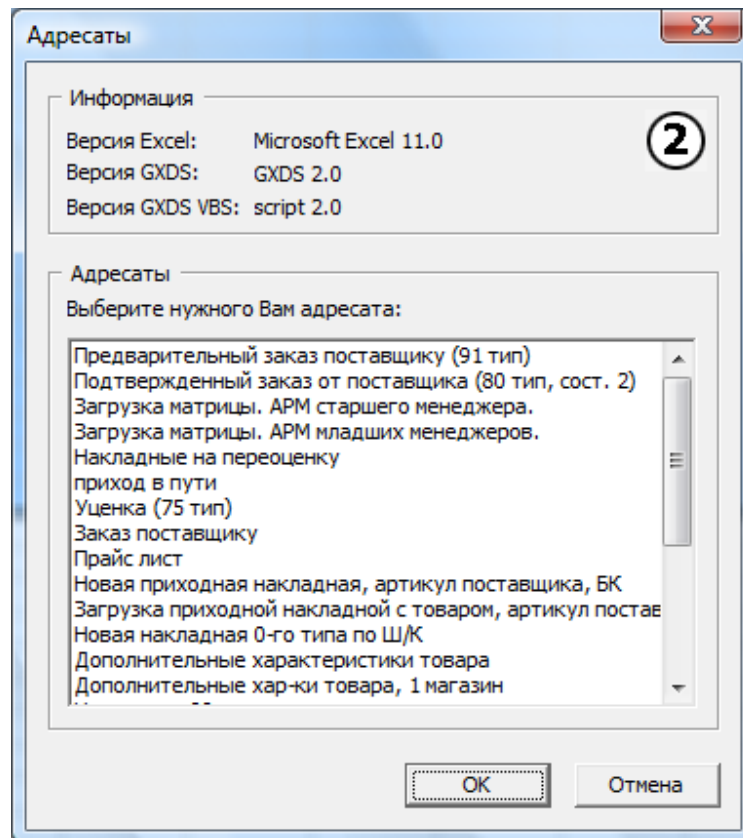 Адресаты
Информация
Версия Excel: Microsoft Excel 11.0
2
Версия GXDS: GXDS 2.0
Версия GXDS VBS: script 2.0
Адресаты
Выберите нужного Вам адресата:
Предварительный заказ поставщику (91 тип)
Подтвержденный заказ от поставщика (80 тип, сост. 2)
Загрузка матрицы. АРМ старшего менеджера.
Загрузка матрицы. АРМ младших менеджеров.
Накладные на переоценку
приход в пути
Уценка (75 тип)
Заказ поставщику
Прайс лист
Новая приходная накладная, артикул поставщика, БК
Загрузка приходной накладной с товаром, артикул постав
Новая накладная 0-го типа по Ш/К
Дополнительные характеристики товара
Дополнительные хар-ки товара, 1 магазин
OK Отмена